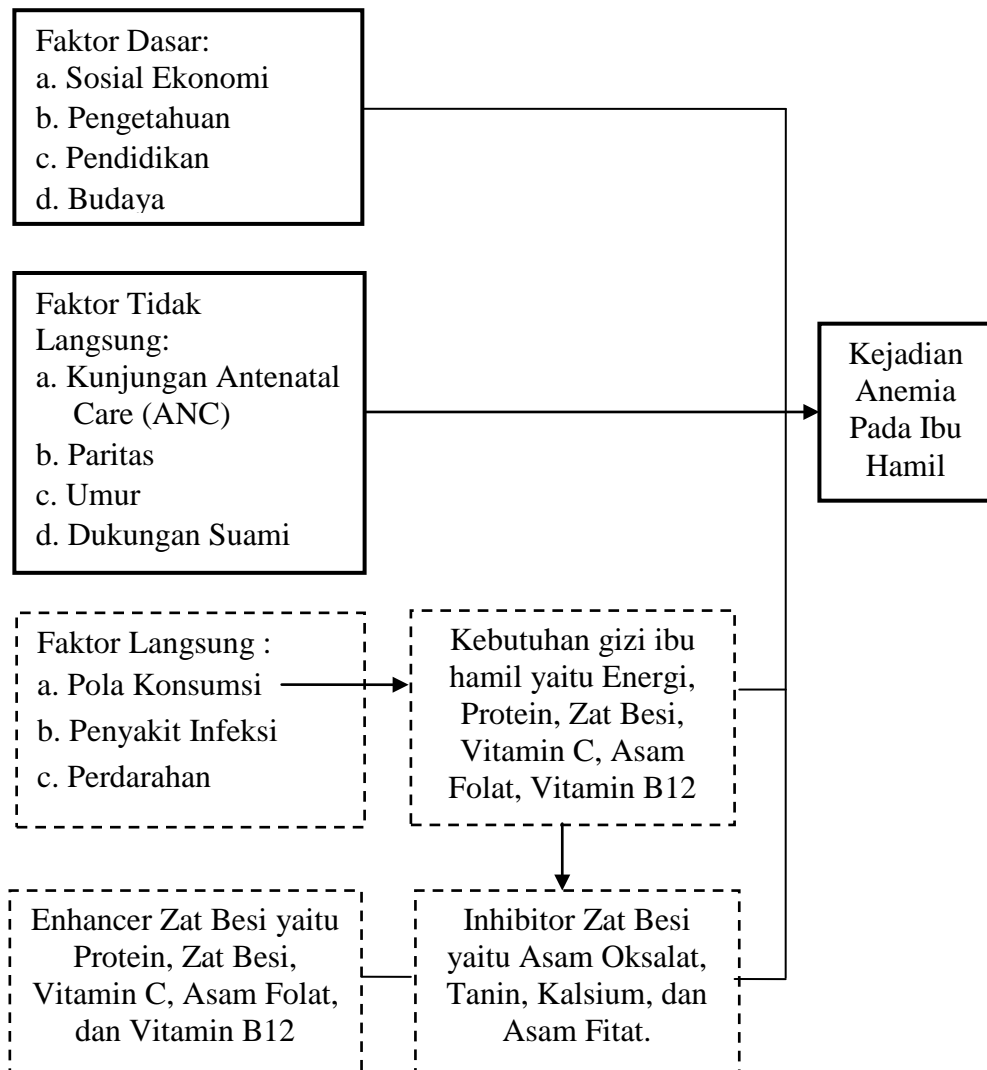 Faktor Dasar:
a. Sosial Ekonomi
b. Pengetahuan
c. Pendidikan
d. Budaya
Faktor Tidak
Langsung:
a. Kunjungan Antenatal
Care (ANC)
b. Paritas
c. Umur
d. Dukungan Suami
Kejadian
Anemia
Pada Ibu
Hamil
Faktor Langsung :
a. Pola Konsumsi
b. Penyakit Infeksi
c. Perdarahan
Kebutuhan gizi ibu
hamil yaitu Energi,
Protein, Zat Besi,
Vitamin C, Asam
Folat, Vitamin B12
Enhancer Zat Besi yaitu
Protein, Zat Besi,
Vitamin C, Asam Folat,
dan Vitamin B12
Inhibitor Zat Besi
yaitu Asam Oksalat,
Tanin, Kalsium, dan
Asam Fitat.